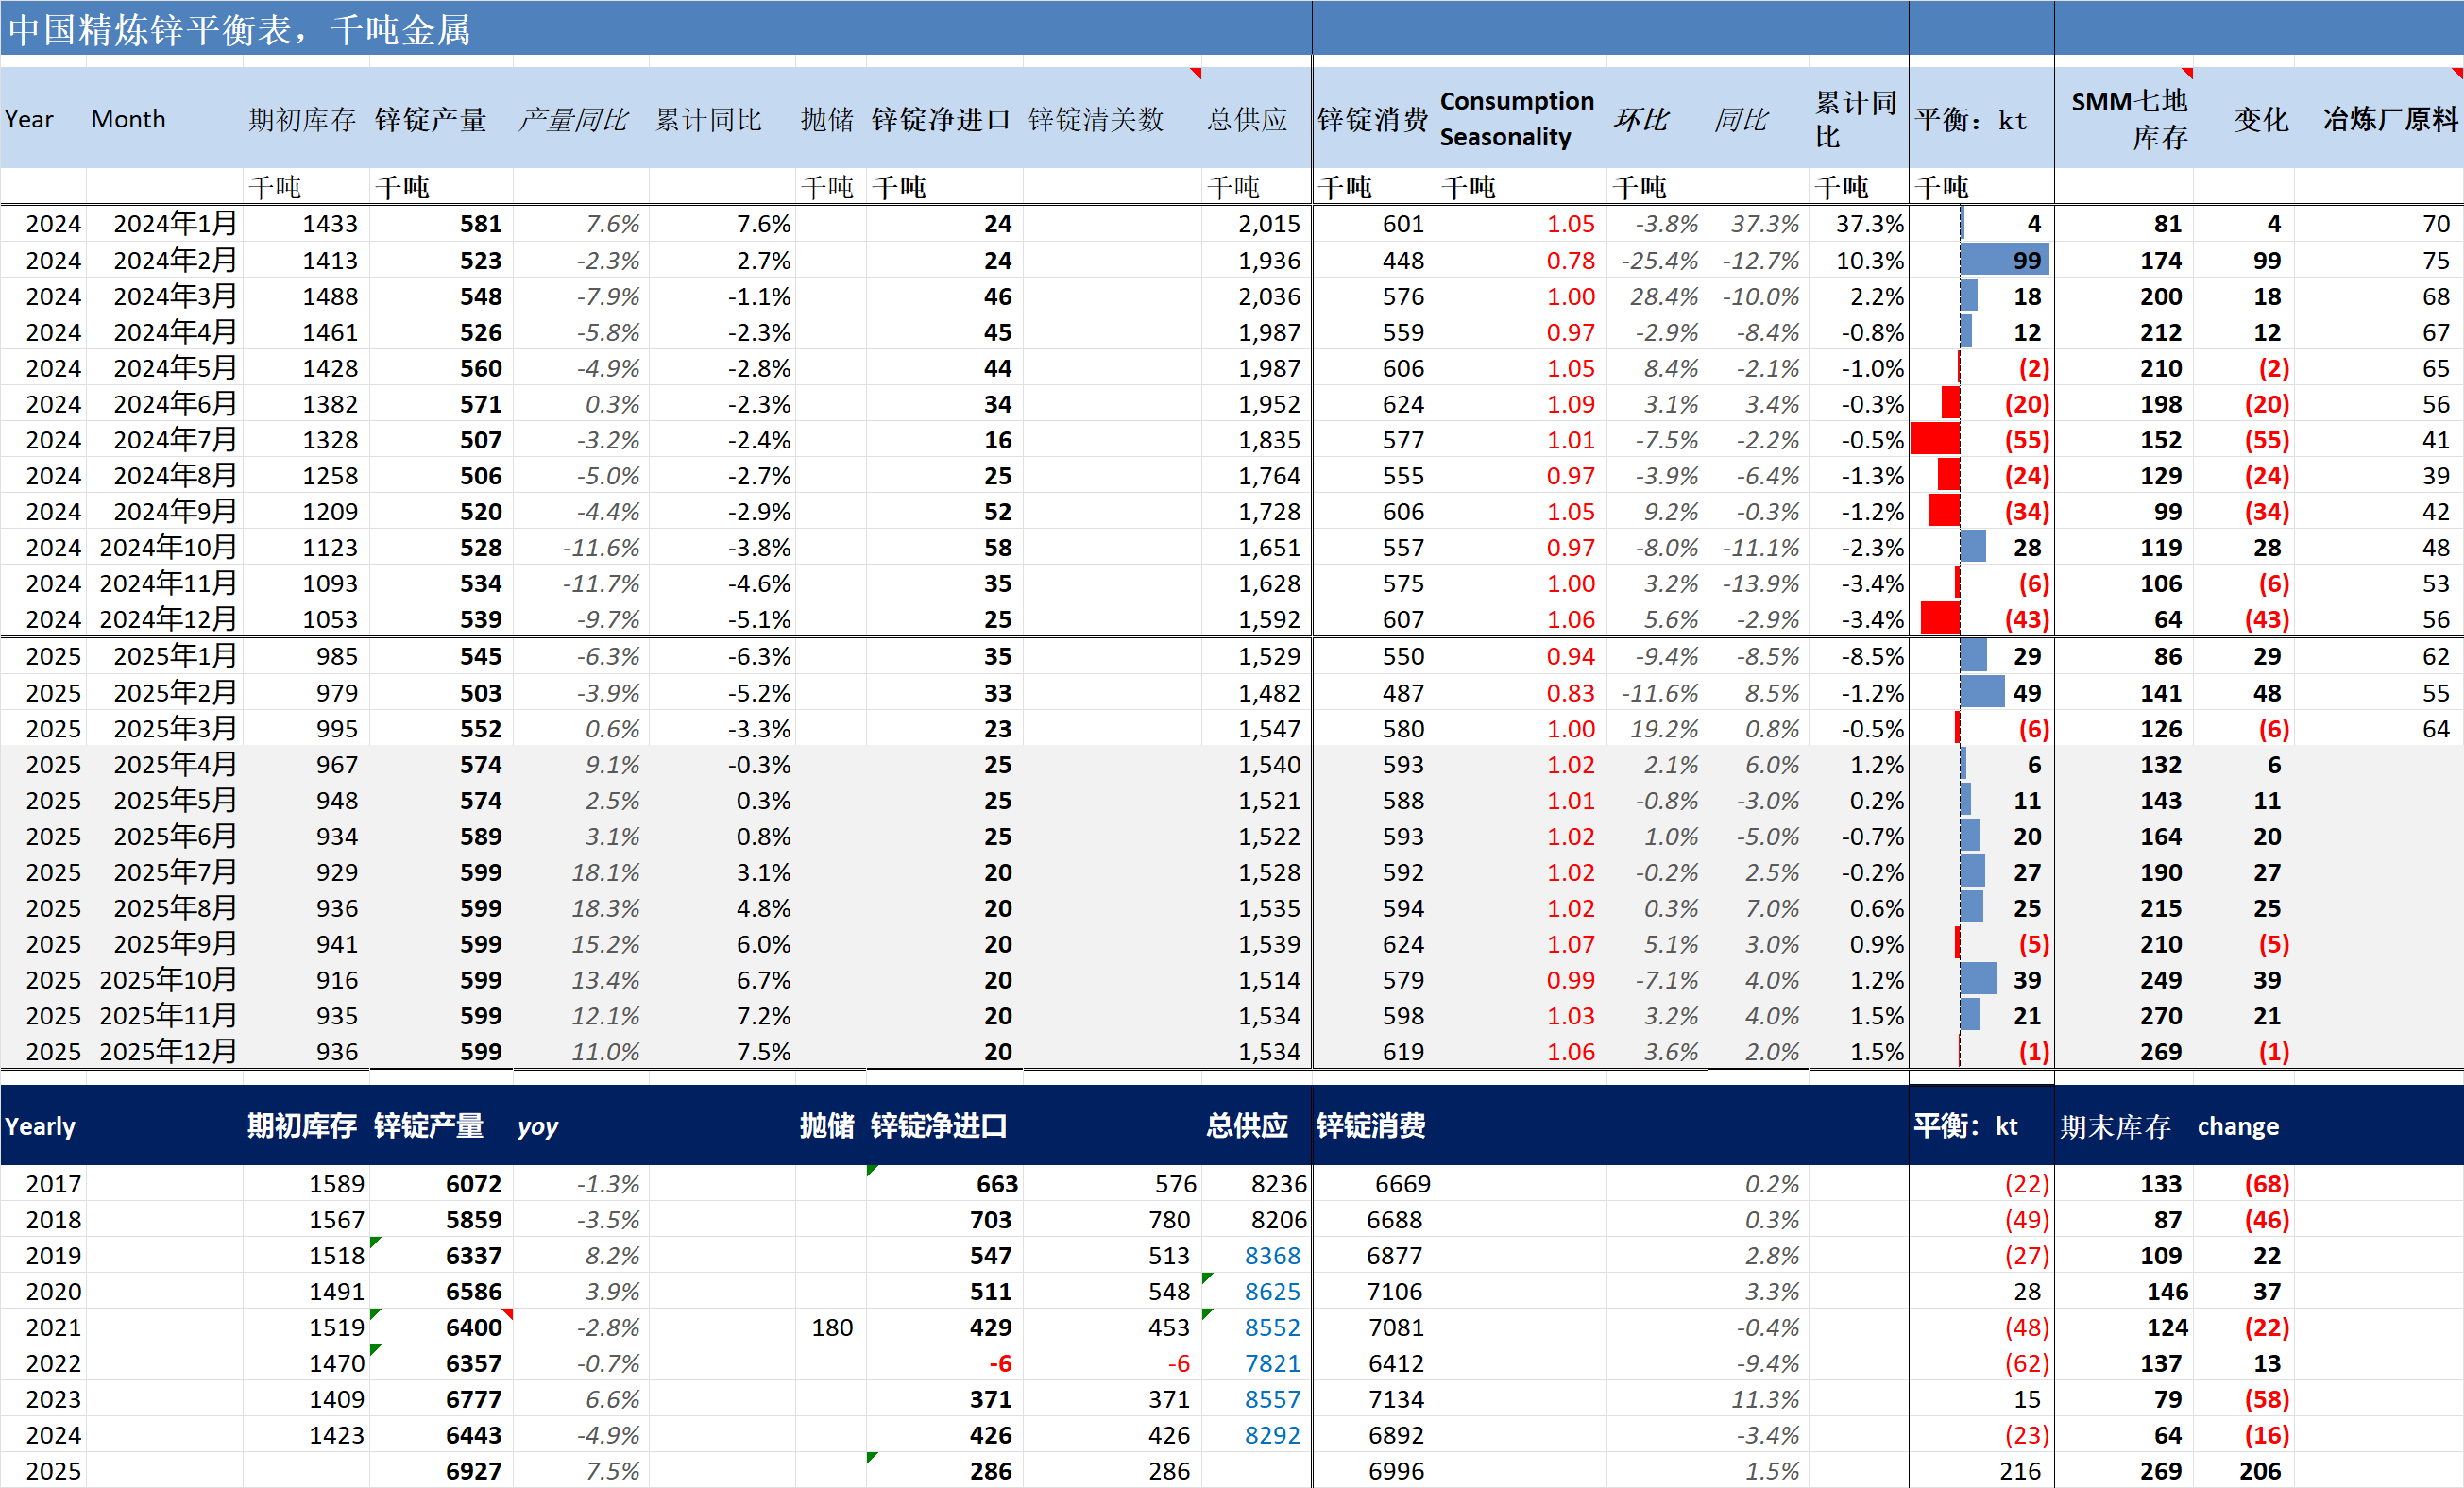 中国精炼锌平衡表，千吨金属
Year Month 期初库存 锌锭产量 产量同比 累计同比 抛储 锌锭净进口 锌锭清关数 总供应 锌锭消费 Consumption Seasonality 环比 同比 累计同比 平衡：kt SMM七地库存 变化 冶炼厂原料
千吨 千吨 千吨 千吨 千吨 千吨 千吨 千吨 千吨 千吨
2024 2024年1月 1433 581 7.6% 7.6% 24 2,015 601 1.05 -3.8% 37.3% 37.3% 4 81 4 70
2024 2024年2月 1413 523 -2.3% 2.7% 24 1,936 448 0.78 -25.4% -12.7% 10.3% 99 174 99 75
2024 2024年3月 1488 548 -7.9% -1.1% 46 2,036 576 1.00 28.4% -10.0% 2.2% 18 200 18 68
2024 2024年4月 1461 526 -5.8% -2.3% 45 1,987 559 0.97 -2.9% -8.4% -0.8% 12 212 12 67
2024 2024年5月 1428 560 -4.9% -2.8% 44 1,987 606 1.05 8.4% -2.1% -1.0% (2) 210 (2) 65
2024 2024年6月 1382 571 0.3% -2.3% 34 1,952 624 1.09 3.1% 3.4% -0.3% (20) 198 (20) 56
2024 2024年7月 1328 507 -3.2% -2.4% 16 1,835 577 1.01 -7.5% -2.2% -0.5% (55) 152 (55) 41
2024 2024年8月 1258 506 -5.0% -2.7% 25 1,764 555 0.97 -3.9% -6.4% -1.3% (24) 129 (24) 39
2024 2024年9月 1209 520 -4.4% -2.9% 52 1,728 606 1.05 9.2% -0.3% -1.2% (34) 99 (34) 42
2024 2024年10月 1123 528 -11.6% -3.8% 58 1,651 557 0.97 -8.0% -11.1% -2.3% 28 119 28 48
2024 2024年11月 1093 534 -11.7% -4.6% 35 1,628 575 1.00 3.2% -13.9% -3.4% (6) 106 (6) 53
2024 2024年12月 1053 539 -9.7% -5.1% 25 1,592 607 1.06 5.6% -2.9% -3.4% (43) 64 (43) 56
2025 2025年1月 985 545 -6.3% -6.3% 35 1,529 550 0.94 -9.4% -8.5% -8.5% 29 86 29 62
2025 2025年2月 979 503 -3.9% -5.2% 33 1,482 487 0.83 -11.6% 8.5% -1.2% 49 141 48 55
2025 2025年3月 995 552 0.6% -3.3% 23 1,547 580 1.00 19.2% 0.8% -0.5% (6) 126 (6) 64
2025 2025年4月 967 574 9.1% -0.3% 25 1,540 593 1.02 2.1% 6.0% 1.2% 6 132 6
2025 2025年5月 948 574 2.5% 0.3% 25 1,521 588 1.01 -0.8% -3.0% 0.2% 11 143 11
2025 2025年6月 934 589 3.1% 0.8% 25 1,522 593 1.02 1.0% -5.0% -0.7% 20 164 20
2025 2025年7月 929 599 18.1% 3.1% 20 1,528 592 1.02 -0.2% 2.5% -0.2% 27 190 27
2025 2025年8月 936 599 18.3% 4.8% 20 1,535 594 1.02 0.3% 7.0% 0.6% 25 215 25
2025 2025年9月 941 599 15.2% 6.0% 20 1,539 624 1.07 5.1% 3.0% 0.9% (5) 210 (5)
2025 2025年10月 916 599 13.4% 6.7% 20 1,514 579 0.99 -7.1% 4.0% 1.2% 39 249 39
2025 2025年11月 935 599 12.1% 7.2% 20 1,534 598 1.03 3.2% 4.0% 1.5% 21 270 21
2025 2025年12月 936 599 11.0% 7.5% 20 1,534 619 1.06 3.6% 2.0% 1.5% (1) 269 (1)
Yearly 期初库存 锌锭产量 yoy 抛储 锌锭净进口 总供应 锌锭消费 平衡：kt 期末库存 change
2017 1589 6072 -1.3% 663 576 8236 6669 0.2% (22) 133 (68)
2018 1567 5859 -3.5% 703 780 8206 6688 0.3% (49) 87 (46)
2019 1518 6337 8.2% 547 513 8368 6877 2.8% (27) 109 22
2020 1491 6586 3.9% 511 548 8625 7106 3.3% 28 146 37
2021 1519 6400 -2.8% 180 429 453 8552 7081 -0.4% (48) 124 (22)
2022 1470 6357 -0.7% -6 -6 7821 6412 -9.4% (62) 137 13
2023 1409 6777 6.6% 371 371 8557 7134 11.3% 15 79 (58)
2024 1423 6443 -4.9% 426 426 8292 6892 -3.4% (23) 64 (16)
2025 6927 7.5% 286 286 6996 1.5% 216 269 206